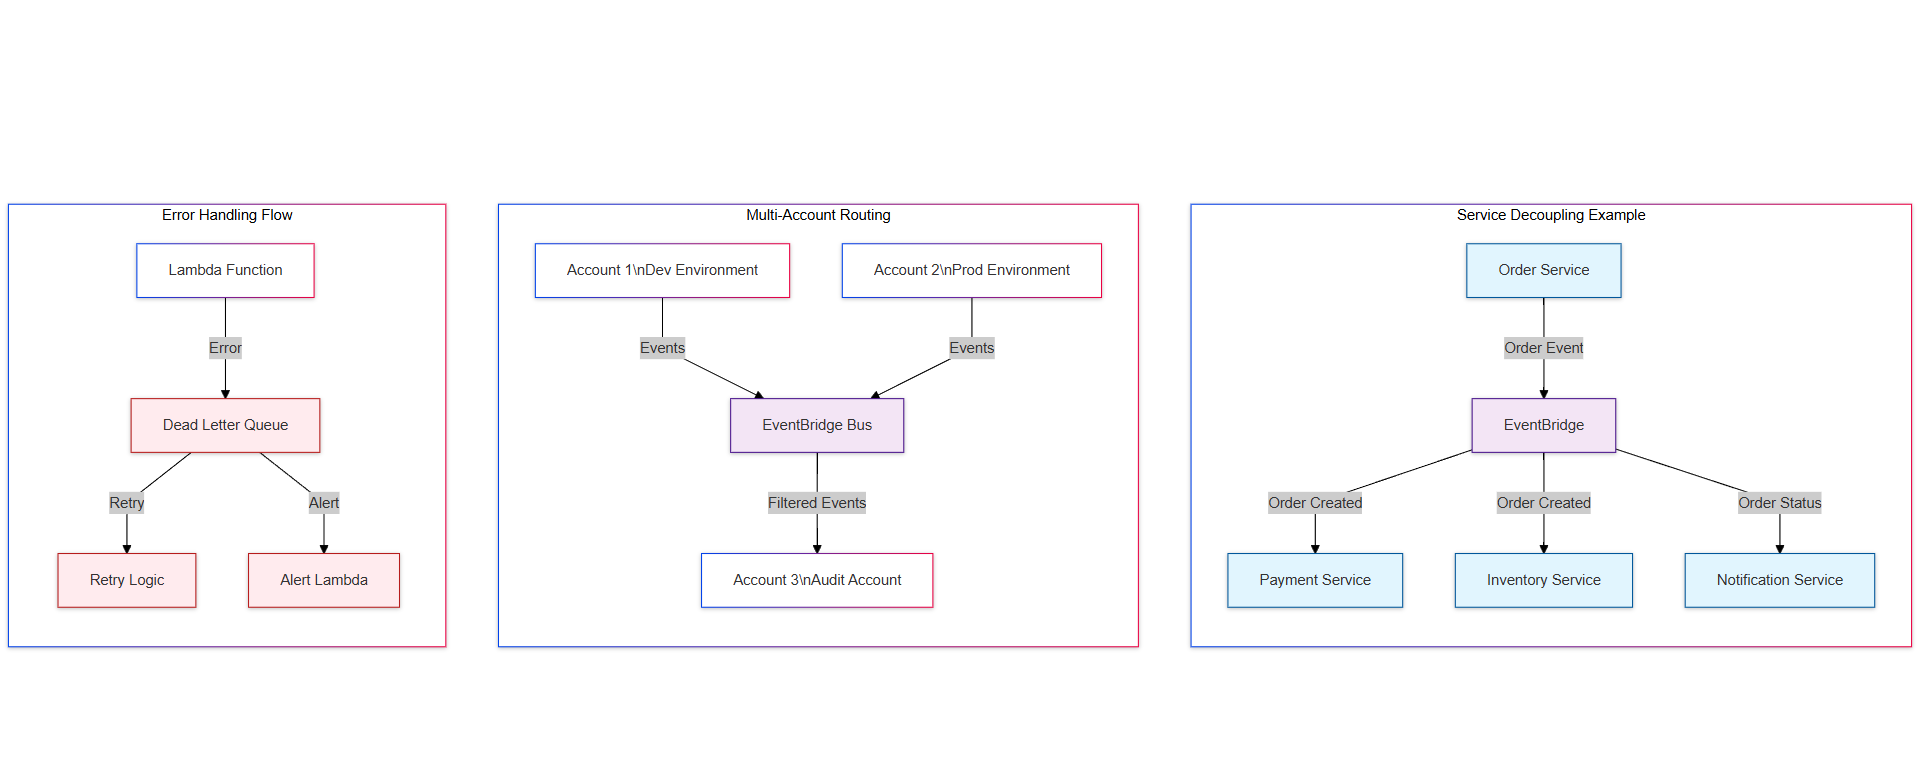 Error Handling Flow
Lambda Function
Error
Dead Letter Queue
Retry
Alert
Retry Logic
Alert Lambda
Multi-Account Routing
Account 1\nDev Environment
Account 2\nProd Environment
Events
Events
EventBridge Bus
Filtered Events
Account 3\nAudit Account
Service Decoupling Example
Order Service
Order Event
EventBridge
Order Created
Order Created
Order Status
Payment Service
Inventory Service
Notification Service